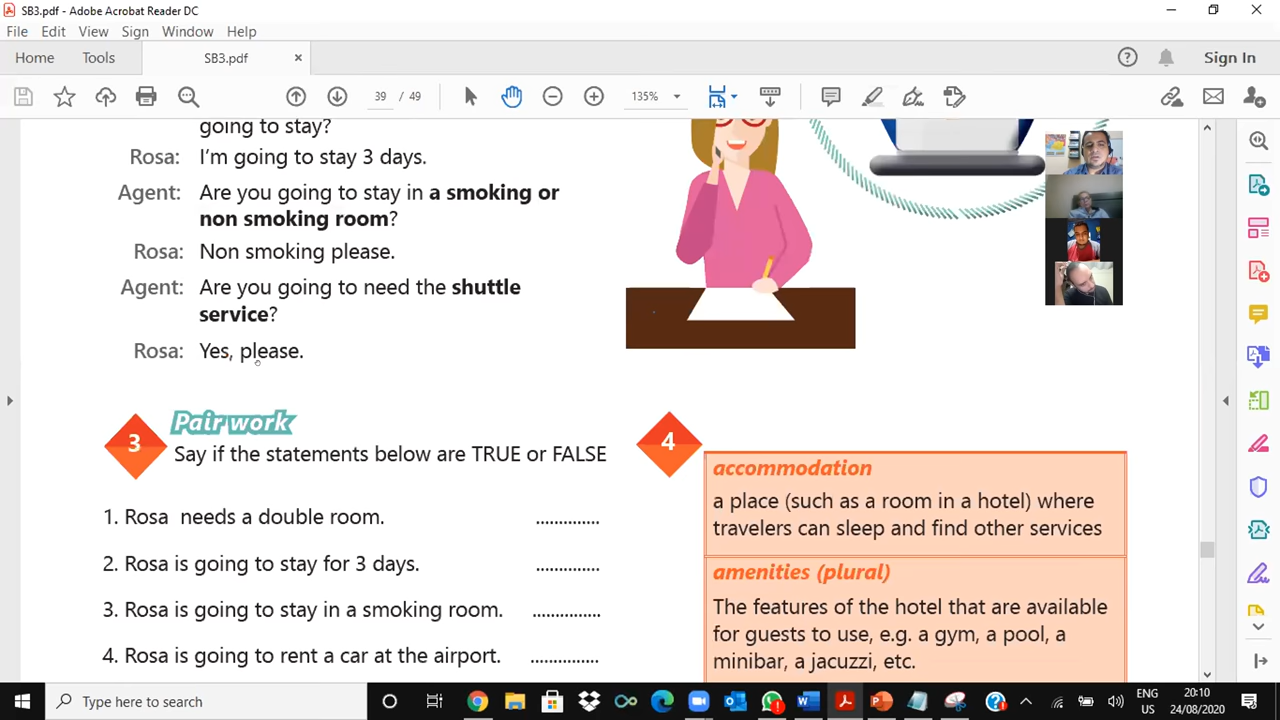 SB3.pdf - Adobe Acrobat Reader DC
File Edit View Sign Window Help
Home Tools SB3.pdf × Sign In
39 / 49 135%
going to stay?
Rosa: I'm going to stay 3 days.
Agent: Are you going to stay in a smoking or
non smoking room?
Rosa: Non smoking please.
Agent: Are you going to need the shuttle
service?
Rosa: Yes, please.
3 Pair work
Say if the statements below are TRUE or FALSE
1. Rosa needs a double room. .............
2. Rosa is going to stay for 3 days. .............
3. Rosa is going to stay in a smoking room. ..............
4. Rosa is going to rent a car at the airport. ..............
4
accommodation
a place (such as a room in a hotel) where
travelers can sleep and find other services
amenities (plural)
The features of the hotel that are available
for guests to use, e.g. a gym, a pool, a
minibar, a jacuzzi, etc.
Type here to search
ENG
US
20:10
24/08/2020